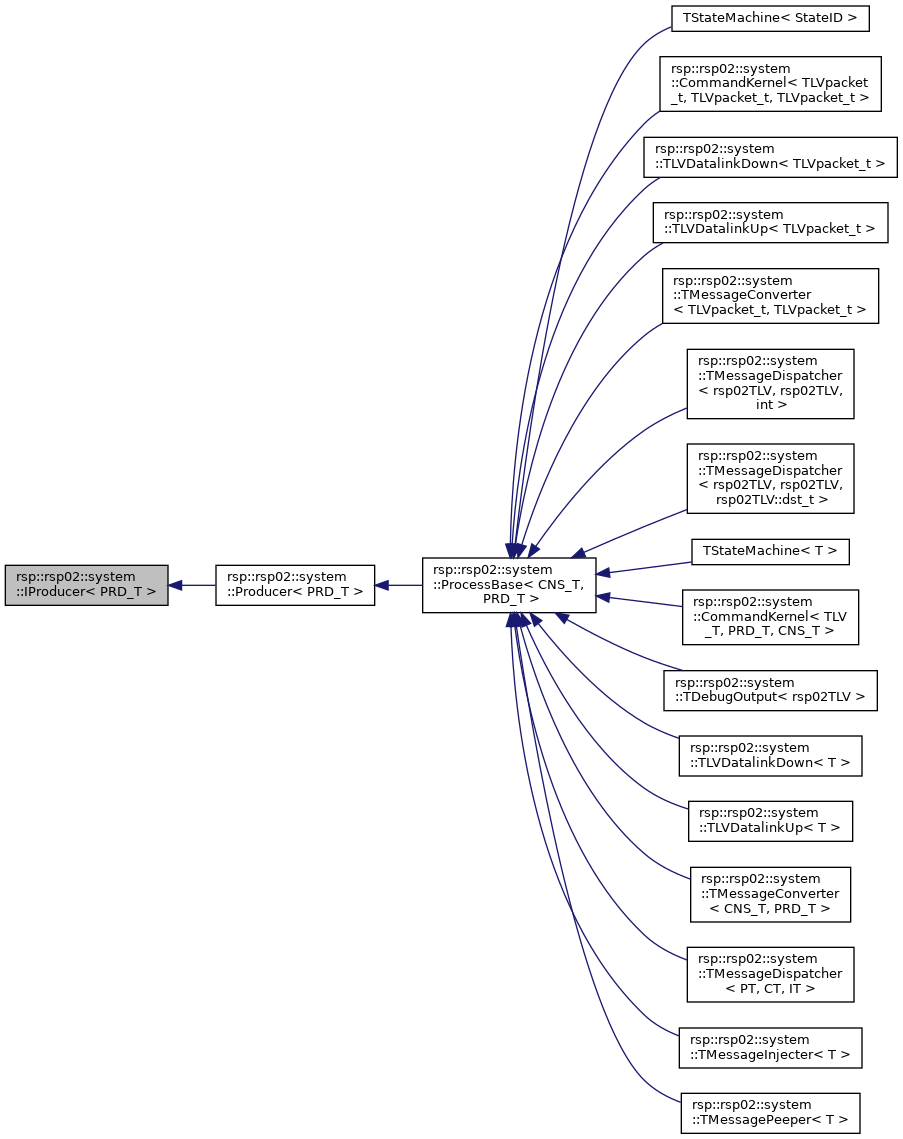 TStateMachine< StateID >
rsp::rsp02::system
::CommandKernel< TLVpacket
_t, TLVpacket_t, TLVpacket_t >
rsp::rsp02::system
::TLVDatalinkDown< TLVpacket_t >
rsp::rsp02::system
::TLVDatalinkUp< TLVpacket_t >
rsp::rsp02::system
::TMessageConverter
< TLVpacket_t, TLVpacket_t >
rsp::rsp02::system
::TMessageDispatcher
< rsp02TLV, rsp02TLV,
int >
rsp::rsp02::system
::TMessageDispatcher
< rsp02TLV, rsp02TLV,
rsp02TLV::dst_t >
TStateMachine< T >
rsp::rsp02::system
::IProducer< PRD_T >
rsp::rsp02::system
::Producer< PRD_T >
rsp::rsp02::system
::ProcessBase< CNS_T,
PRD_T >
rsp::rsp02::system
::CommandKernel< TLV
_T, PRD_T, CNS_T >
rsp::rsp02::system
::TDebugOutput< rsp02TLV >
rsp::rsp02::system
::TLVDatalinkDown< T >
rsp::rsp02::system
::TLVDatalinkUp< T >
rsp::rsp02::system
::TMessageConverter
< CNS_T, PRD_T >
rsp::rsp02::system
::TMessageDispatcher
< PT, CT, IT >
rsp::rsp02::system
::TMessageInjecter< T >
rsp::rsp02::system
::TMessagePeeper< T >